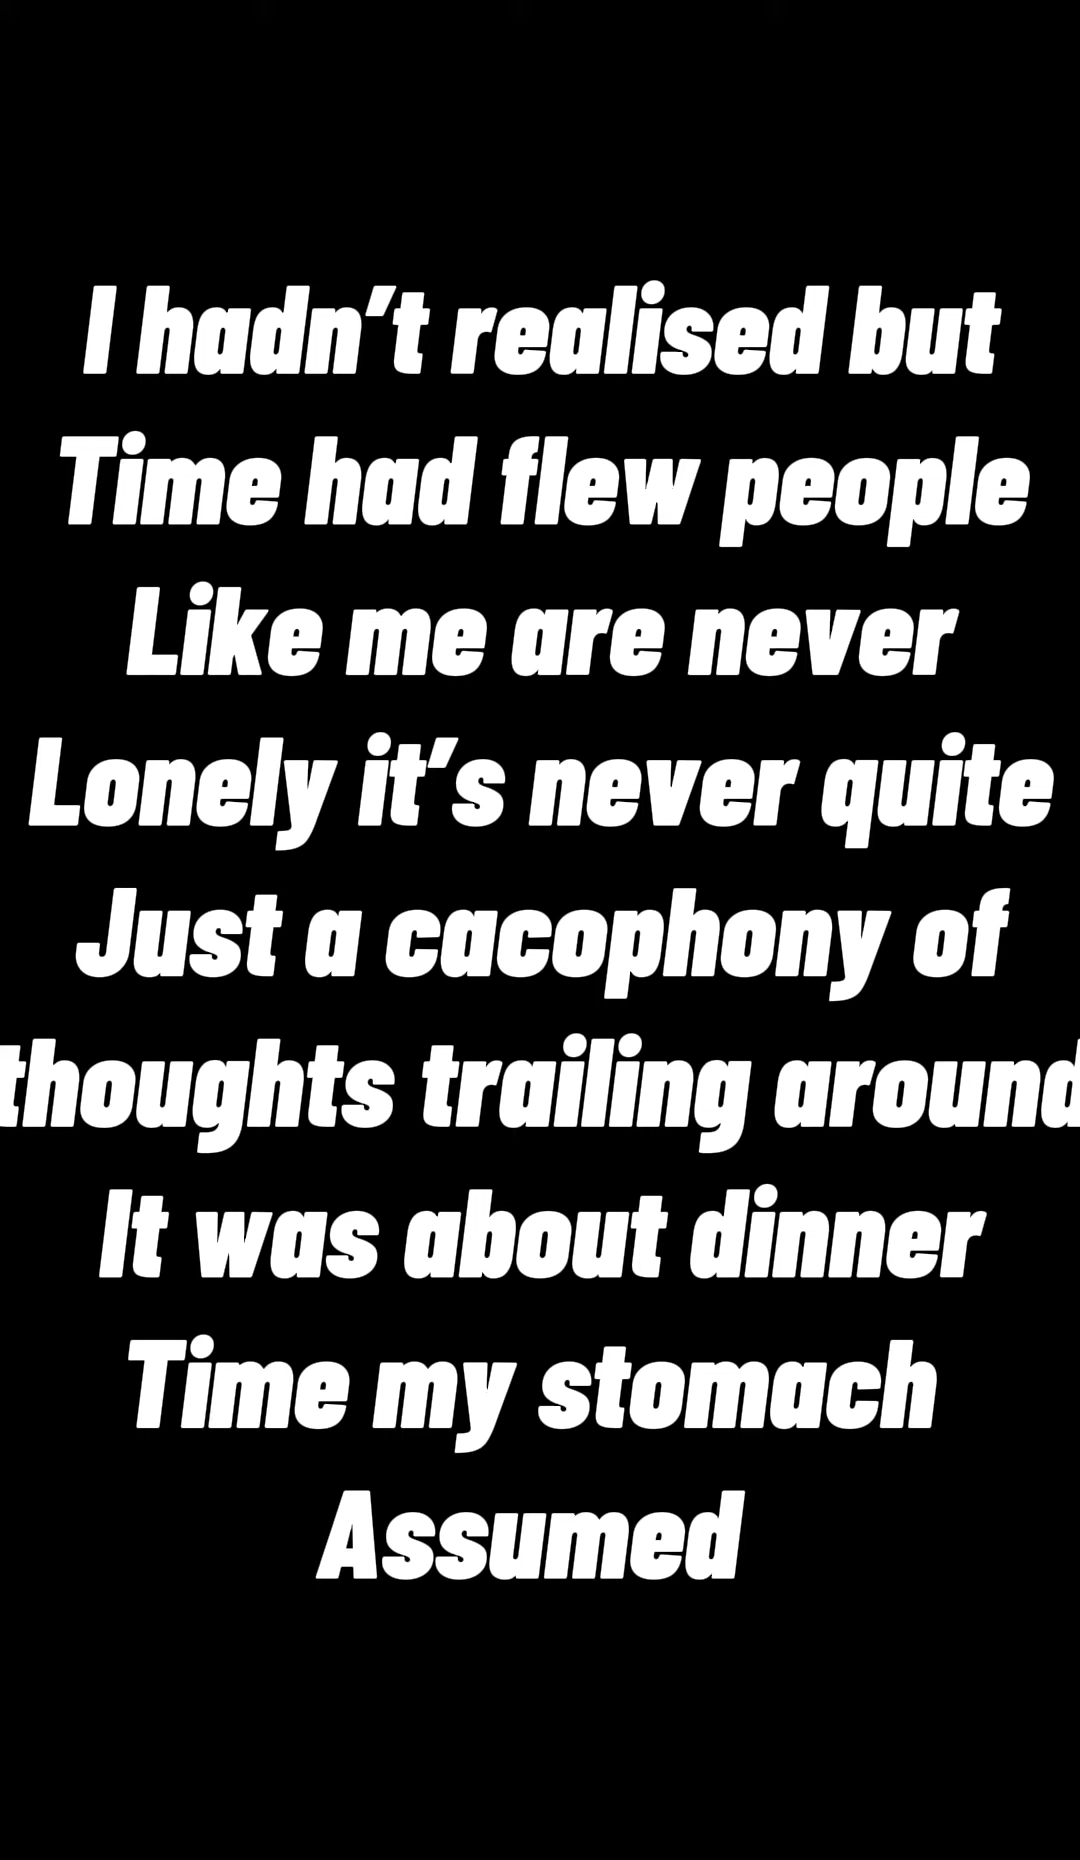 I hadn’t realised but
Time had flew people
Like me are never
Lonely it’s never quite
Just a cacophony of
thoughts trailing around
It was about dinner
Time my stomach
Assumed